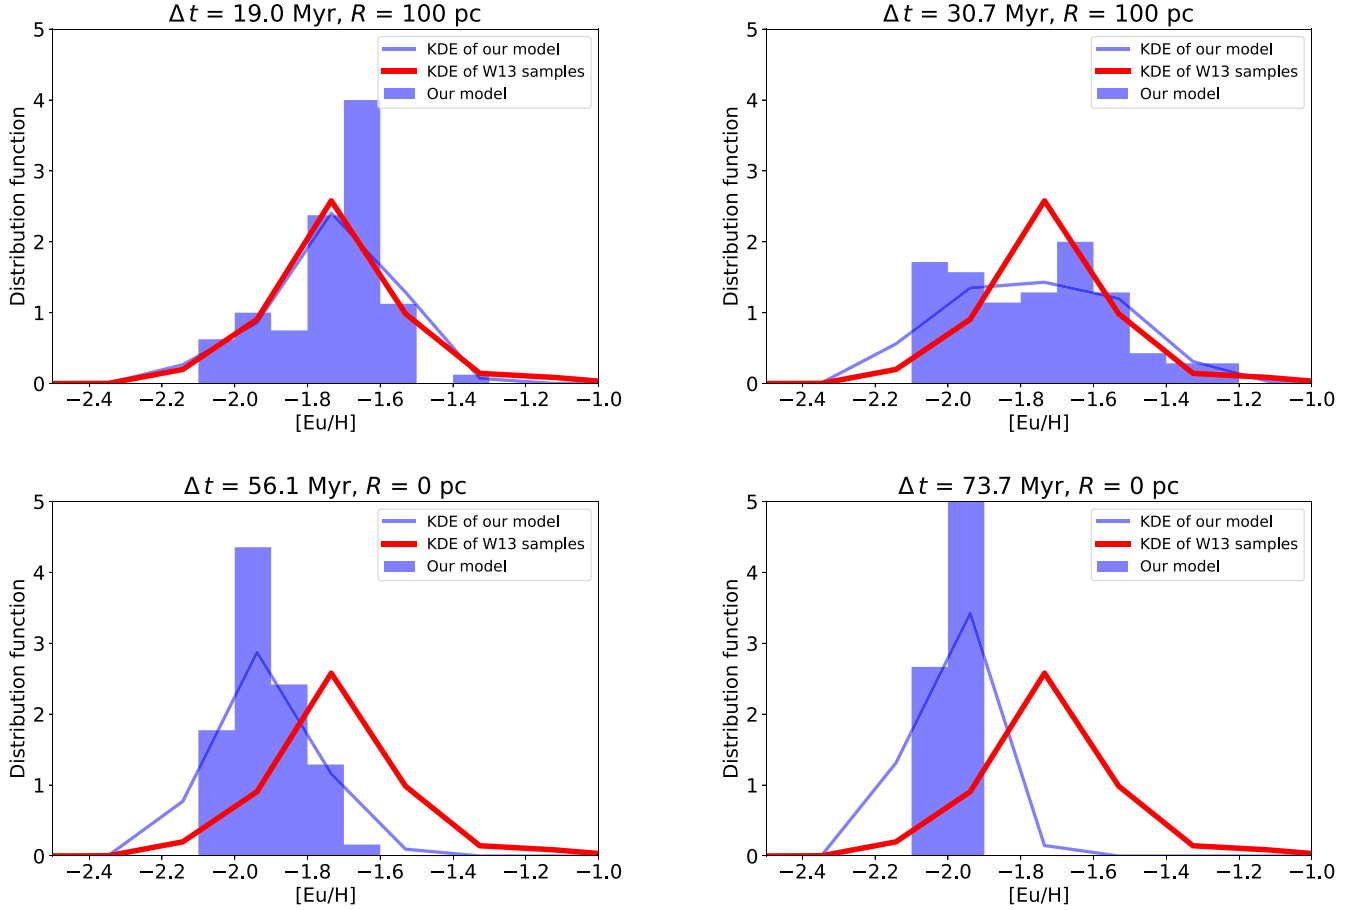 Δ t = 19.0 Myr, R = 100 pc
5
4
3
2
1
0
Distribution function
KDE of our model
KDE of W13 samples
Our model
−2.4 −2.2 −2.0 −1.8 −1.6 −1.4 −1.2 −1.0
[Eu/H]
Δ t = 30.7 Myr, R = 100 pc
5
4
3
2
1
0
Distribution function
KDE of our model
KDE of W13 samples
Our model
−2.4 −2.2 −2.0 −1.8 −1.6 −1.4 −1.2 −1.0
[Eu/H]
Δ t = 56.1 Myr, R = 0 pc
5
4
3
2
1
0
Distribution function
KDE of our model
KDE of W13 samples
Our model
−2.4 −2.2 −2.0 −1.8 −1.6 −1.4 −1.2 −1.0
[Eu/H]
Δ t = 73.7 Myr, R = 0 pc
5
4
3
2
1
0
Distribution function
KDE of our model
KDE of W13 samples
Our model
−2.4 −2.2 −2.0 −1.8 −1.6 −1.4 −1.2 −1.0
[Eu/H]